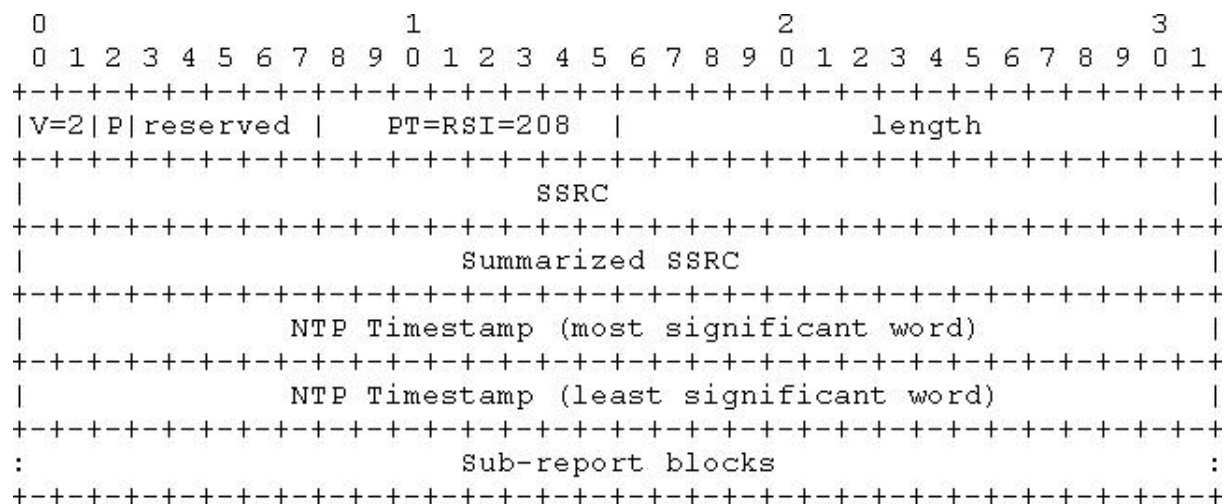 0                   1                   2                   3
 0 1 2 3 4 5 6 7 8 9 0 1 2 3 4 5 6 7 8 9 0 1 2 3 4 5 6 7 8 9 0 1
+-+-+-+-+-+-+-+-+-+-+-+-+-+-+-+-+-+-+-+-+-+-+-+-+-+-+-+-+-+-+-+-+
|V=2|P|reserved |   PT=RSI=208  |             length            |
+-+-+-+-+-+-+-+-+-+-+-+-+-+-+-+-+-+-+-+-+-+-+-+-+-+-+-+-+-+-+-+-+
|                           SSRC                                |
+-+-+-+-+-+-+-+-+-+-+-+-+-+-+-+-+-+-+-+-+-+-+-+-+-+-+-+-+-+-+-+-+
|                       Summarized SSRC                         |
+-+-+-+-+-+-+-+-+-+-+-+-+-+-+-+-+-+-+-+-+-+-+-+-+-+-+-+-+-+-+-+-+
|              NTP Timestamp (most significant word)            |
+-+-+-+-+-+-+-+-+-+-+-+-+-+-+-+-+-+-+-+-+-+-+-+-+-+-+-+-+-+-+-+-+
|              NTP Timestamp (least significant word)           |
+-+-+-+-+-+-+-+-+-+-+-+-+-+-+-+-+-+-+-+-+-+-+-+-+-+-+-+-+-+-+-+-+
:                       Sub-report blocks                       :
+-+-+-+-+-+-+-+-+-+-+-+-+-+-+-+-+-+-+-+-+-+-+-+-+-+-+-+-+-+-+-+-+